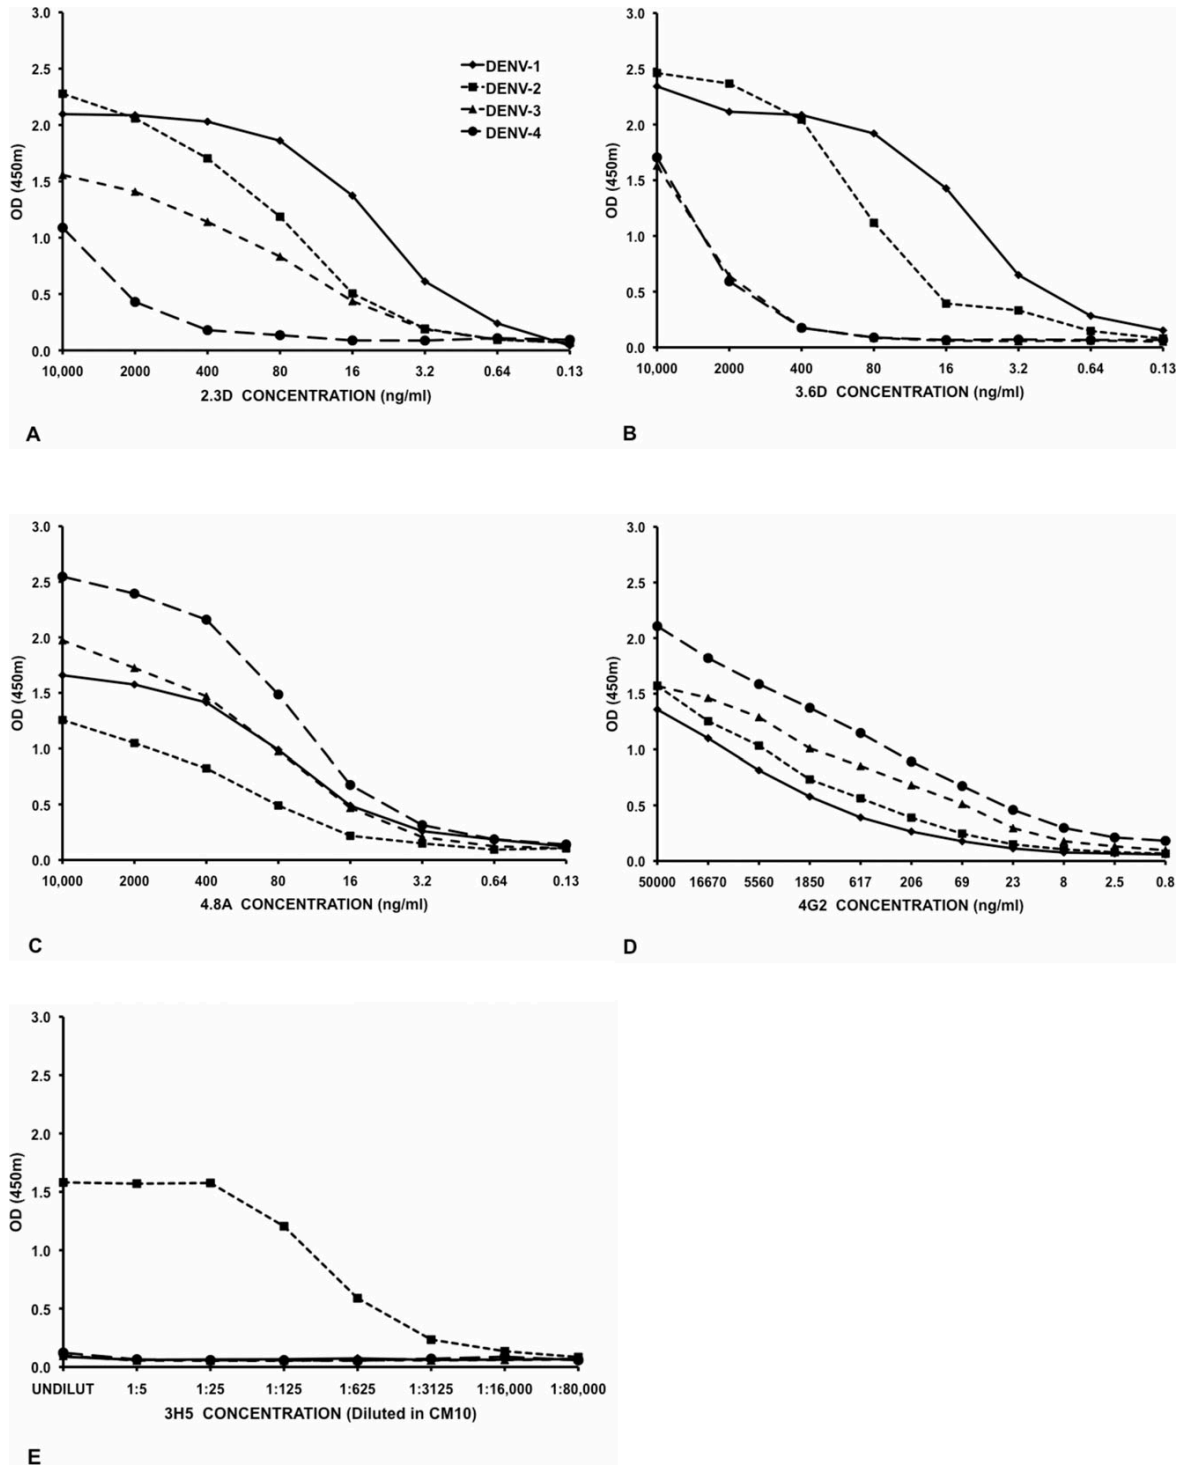 3.0
2.5
2.0
1.5
1.0
0.5
0.0
OD (450m)
DENV-1
DENV-2
DENV-3
DENV-4
10,000 2000 400 80 16 3.2 0.64 0.13
2.3D CONCENTRATION (ng/ml)
A
3.0
2.5
2.0
1.5
1.0
0.5
0.0
OD (450m)
10,000 2000 400 80 16 3.2 0.64 0.13
3.6D CONCENTRATION (ng/ml)
B
3.0
2.5
2.0
1.5
1.0
0.5
0.0
OD (450m)
10,000 2000 400 80 16 3.2 0.64 0.13
4.8A CONCENTRATION (ng/ml)
C
3.0
2.5
2.0
1.5
1.0
0.5
0.0
OD (450m)
50000 16670 5560 1850 617 206 69 23 8 2.5 0.8
4G2 CONCENTRATION (ng/ml)
D
3.0
2.5
2.0
1.5
1.0
0.5
0.0
OD (450m)
UNDILUT 1:5 1:25 1:125 1:625 1:3125 1:16,000 1:80,000
3H5 CONCENTRATION (Diluted in CM10)
E